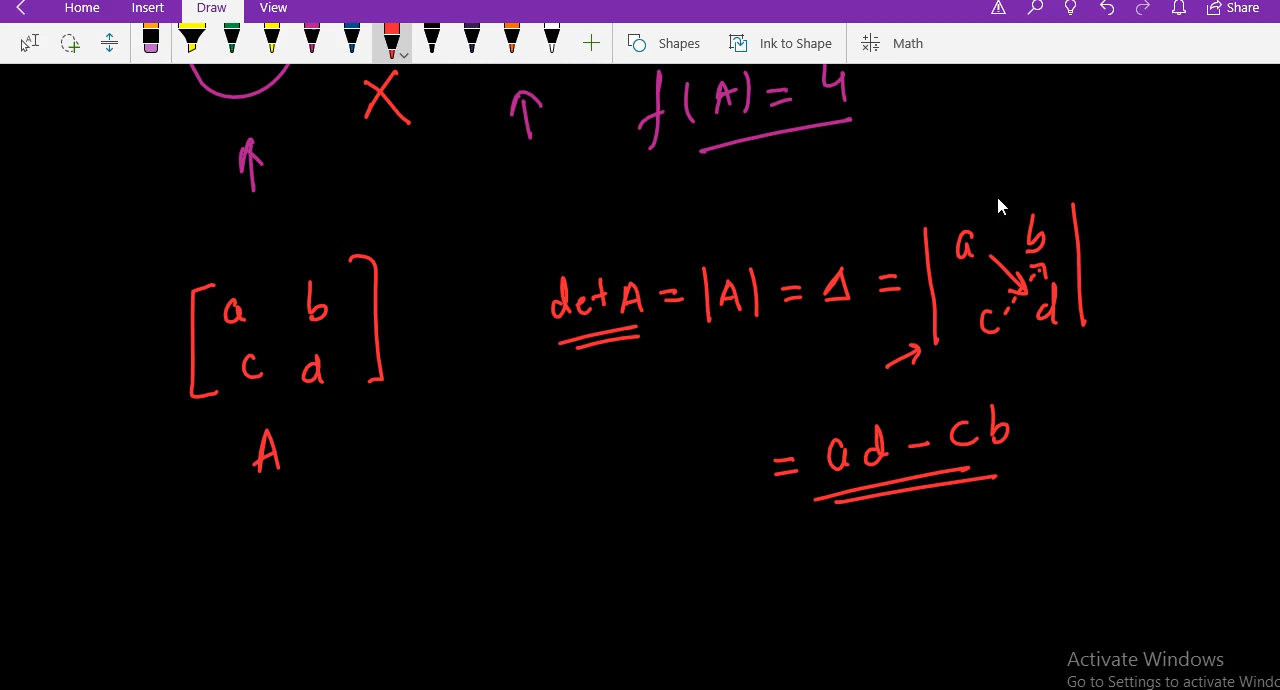 Home Insert Draw View Share
Shapes Ink to Shape Math
X ↑ f(A) = 4
↑
[a b
c d]
A
det A = |A| = Δ = |a b
c d|
= ad - cb
Activate Windows
Go to Settings to activate Windo